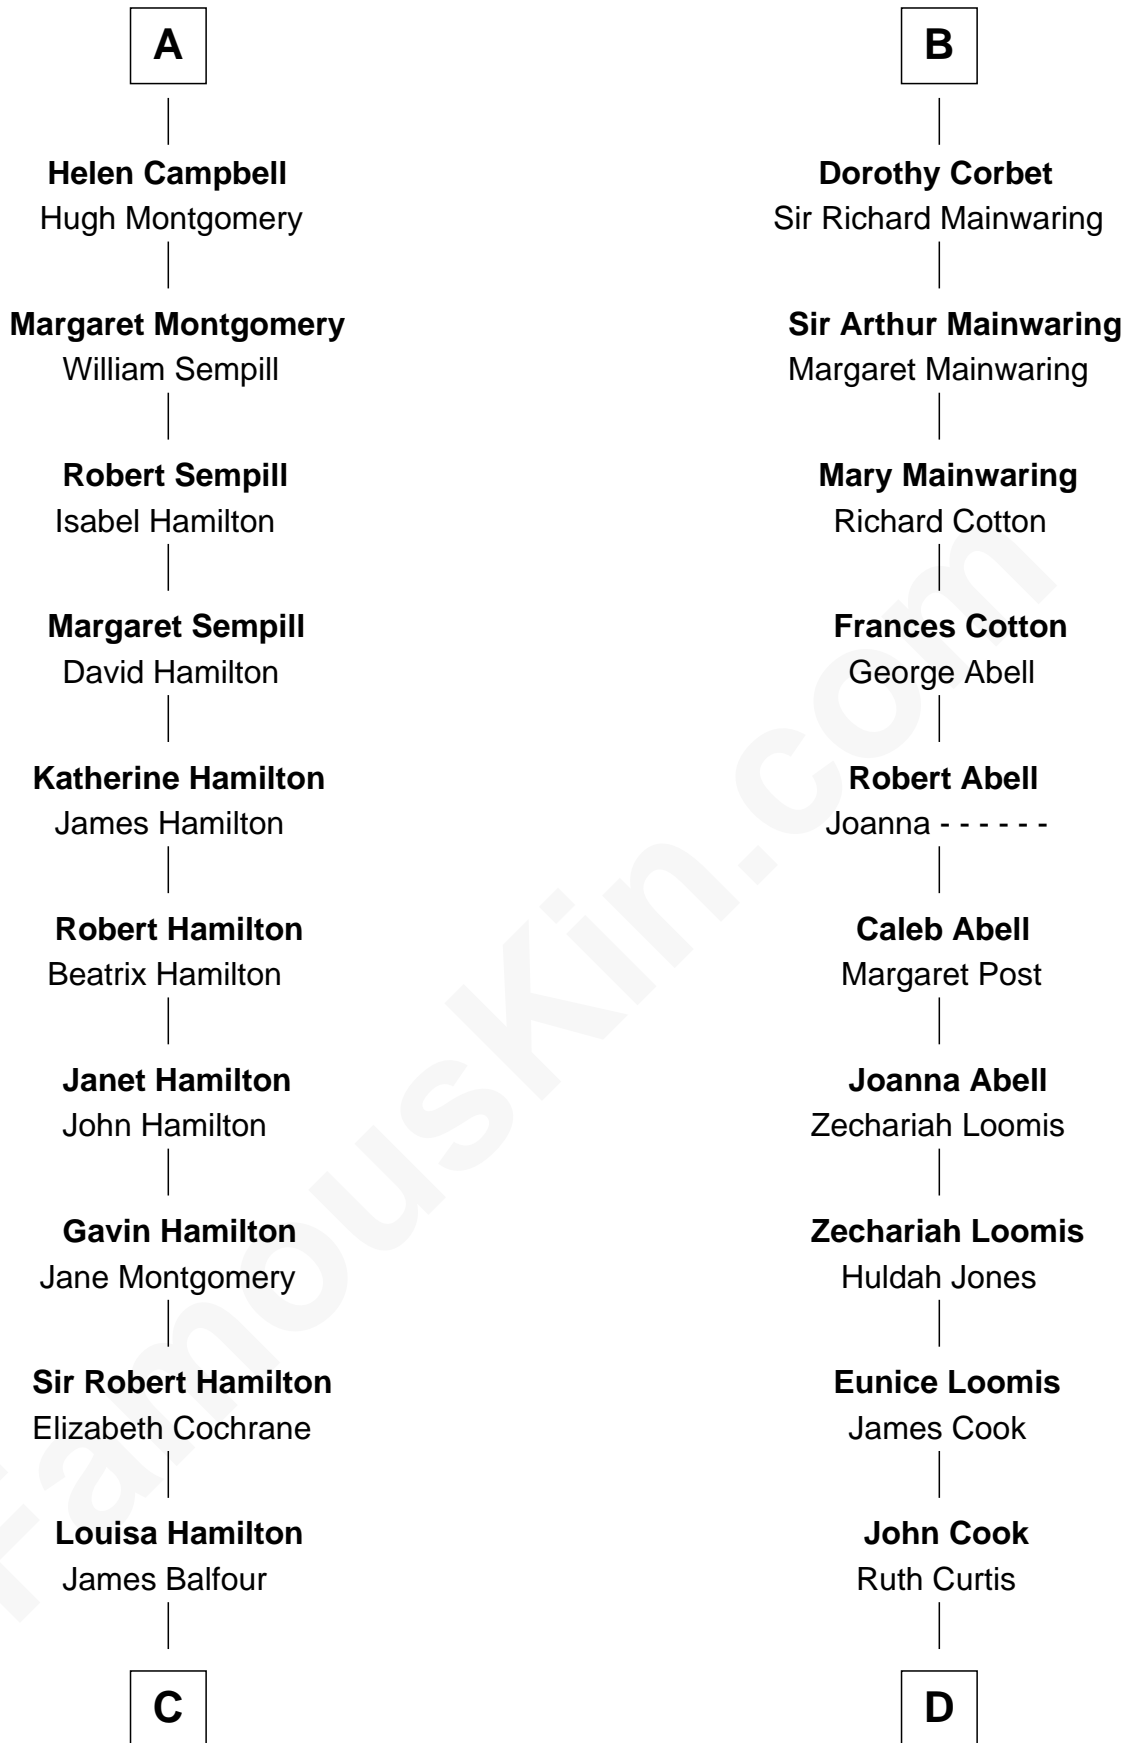 A
Helen Campbell
Hugh Montgomery
Margaret Montgomery
William Sempill
Robert Sempill
Isabel Hamilton
Margaret Sempill
David Hamilton
Katherine Hamilton
James Hamilton
Robert Hamilton
Beatrix Hamilton
Janet Hamilton
John Hamilton
Gavin Hamilton
Jane Montgomery
Sir Robert Hamilton
Elizabeth Cochrane
Louisa Hamilton
James Balfour
C
B
Dorothy Corbet
Sir Richard Mainwaring
Sir Arthur Mainwaring
Margaret Mainwaring
Mary Mainwaring
Richard Cotton
Frances Cotton
George Abell
Robert Abell
Joanna - - - - - -
Caleb Abell
Margaret Post
Joanna Abell
Zechariah Loomis
Zechariah Loomis
Huldah Jones
Eunice Loomis
James Cook
John Cook
Ruth Curtis
D
FamousKin.com